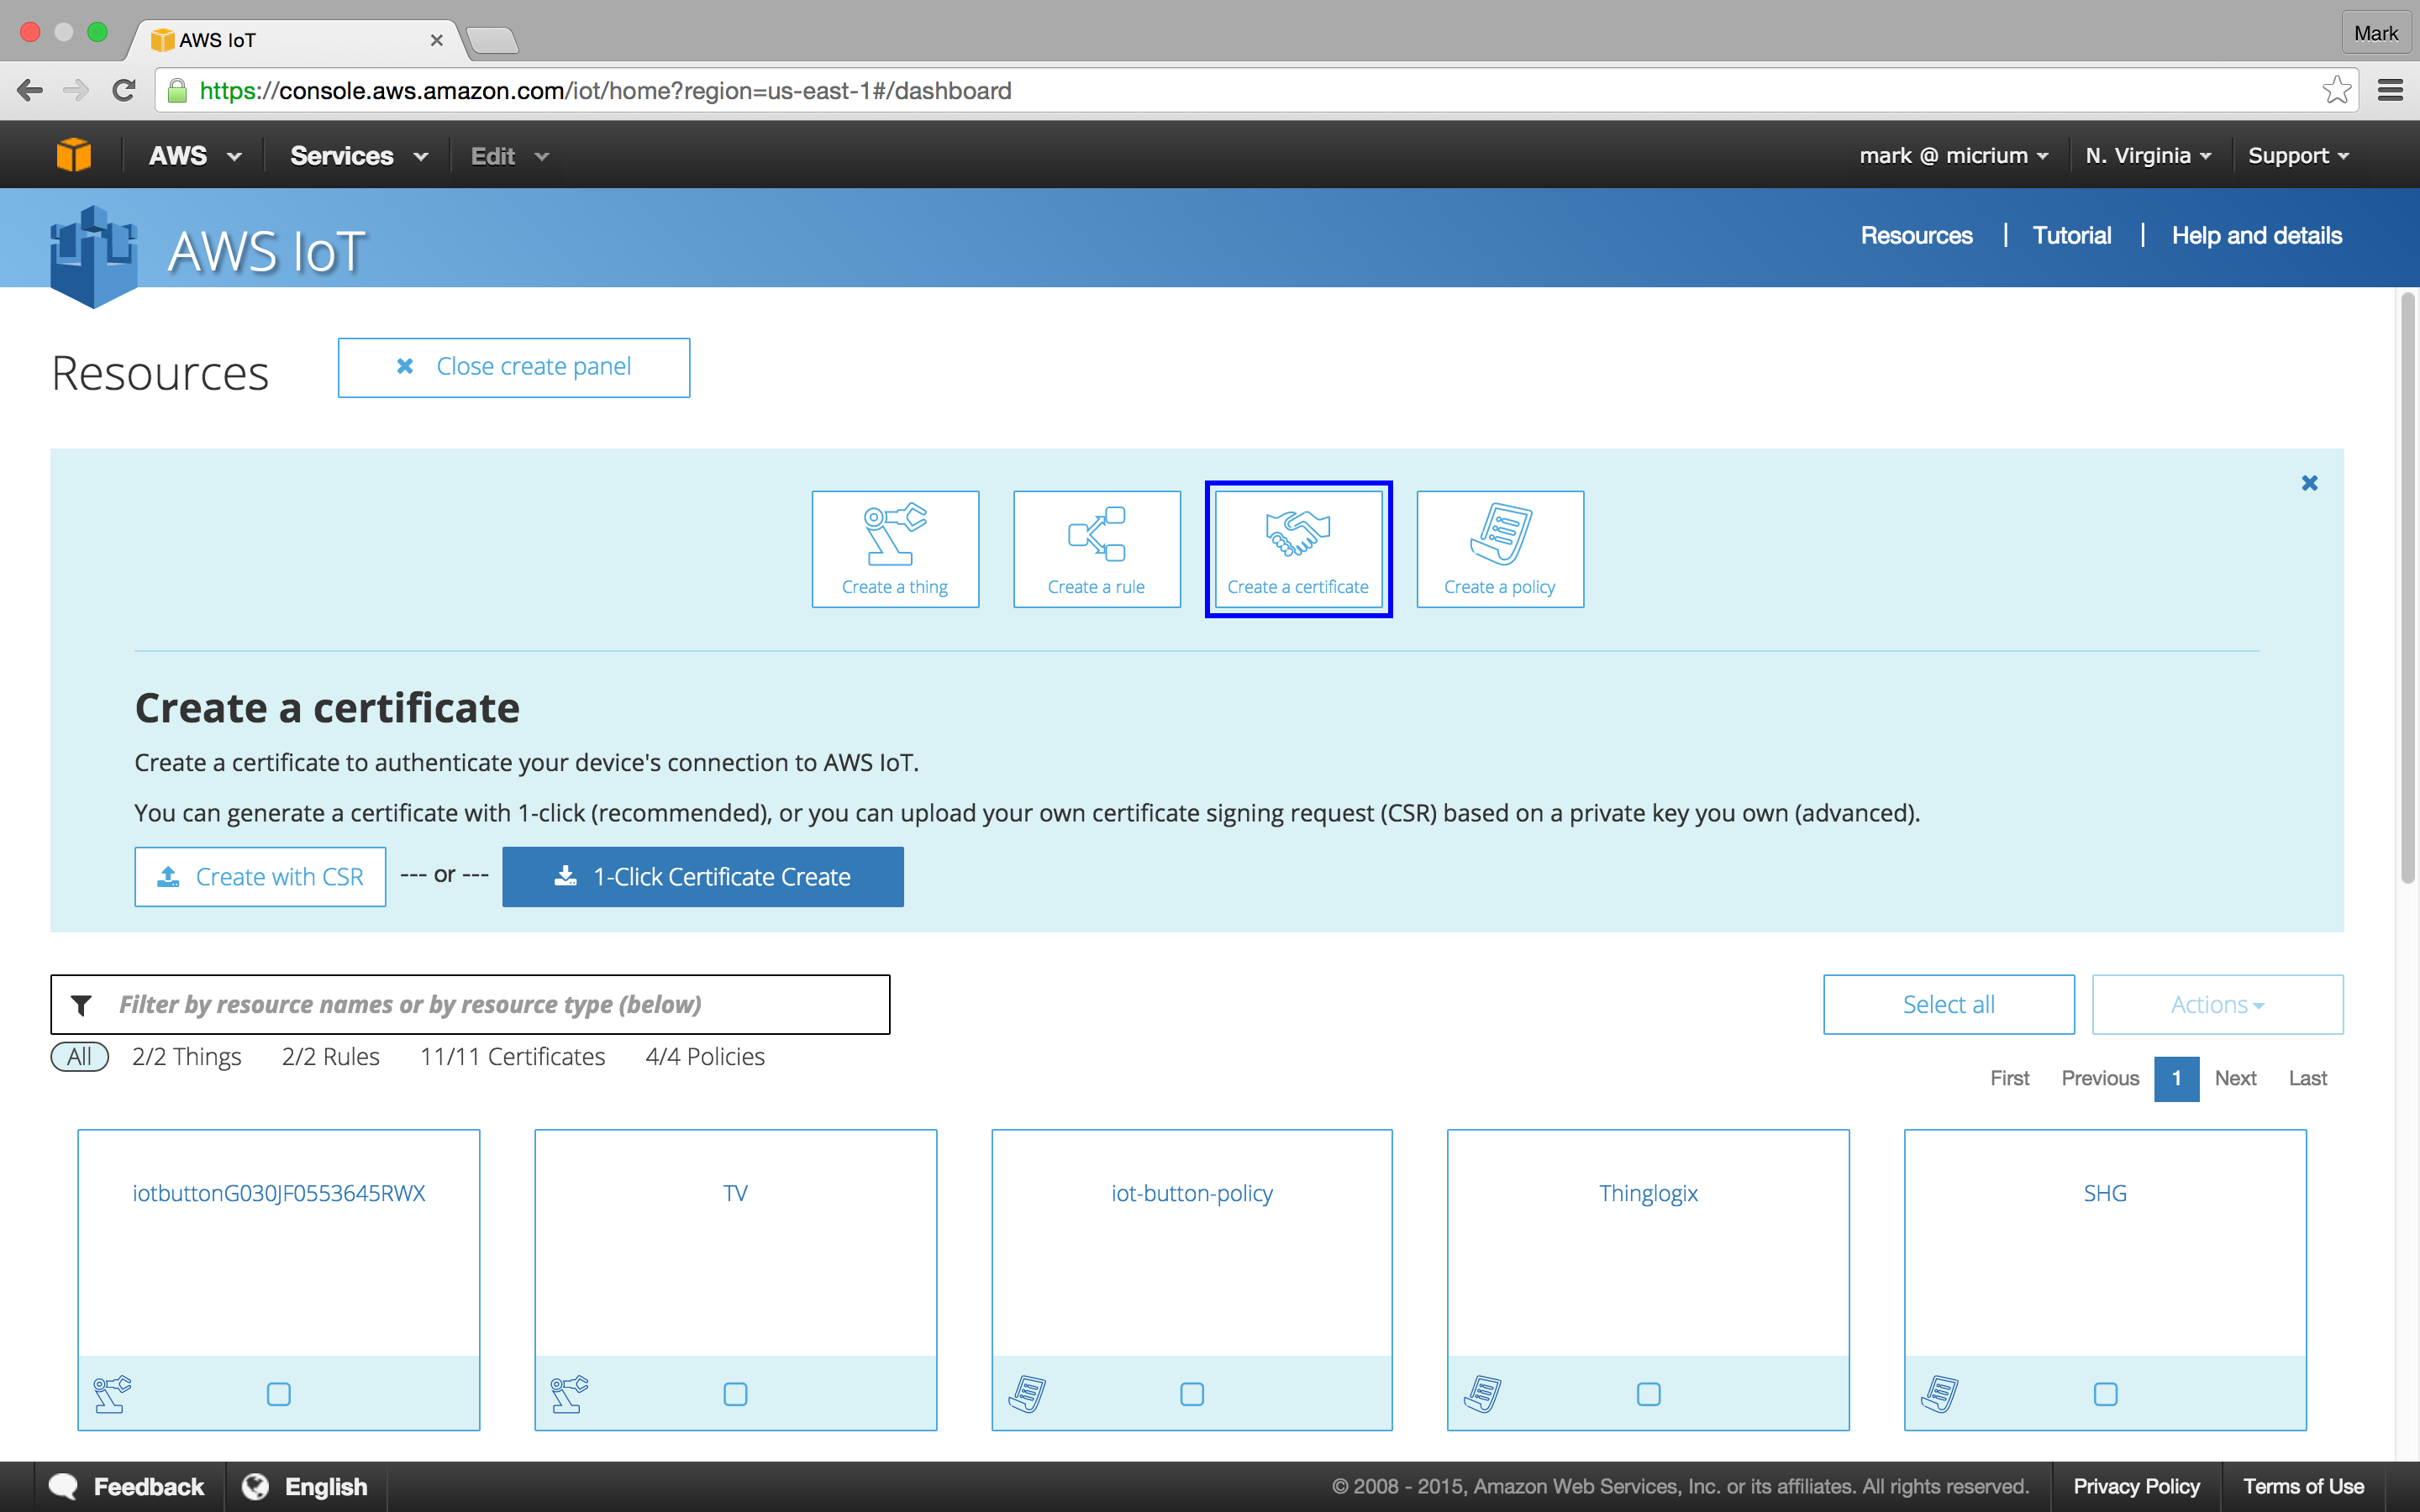 AWS IoT
Mark
https://console.aws.amazon.com/iot/home?region=us-east-1#/dashboard
AWS Services Edit mark @ micrium N. Virginia Support
AWS IoT
Resources | Tutorial | Help and details
Resources
Close create panel
Create a thing
Create a rule
Create a certificate
Create a policy
Create a certificate
Create a certificate to authenticate your device's connection to AWS IoT.
You can generate a certificate with 1-click (recommended), or you can upload your own certificate signing request (CSR) based on a private key you own (advanced).
Create with CSR --- or --- 1-Click Certificate Create
Filter by resource names or by resource type (below)
Select all
Actions
All 2/2 Things 2/2 Rules 11/11 Certificates 4/4 Policies
First Previous 1 Next Last
iotbuttonG030JF0553645RWX
TV
iot-button-policy
Thinglogix
SHG
Feedback English © 2008 - 2015, Amazon Web Services, Inc. or its affiliates. All rights reserved. Privacy Policy Terms of Use